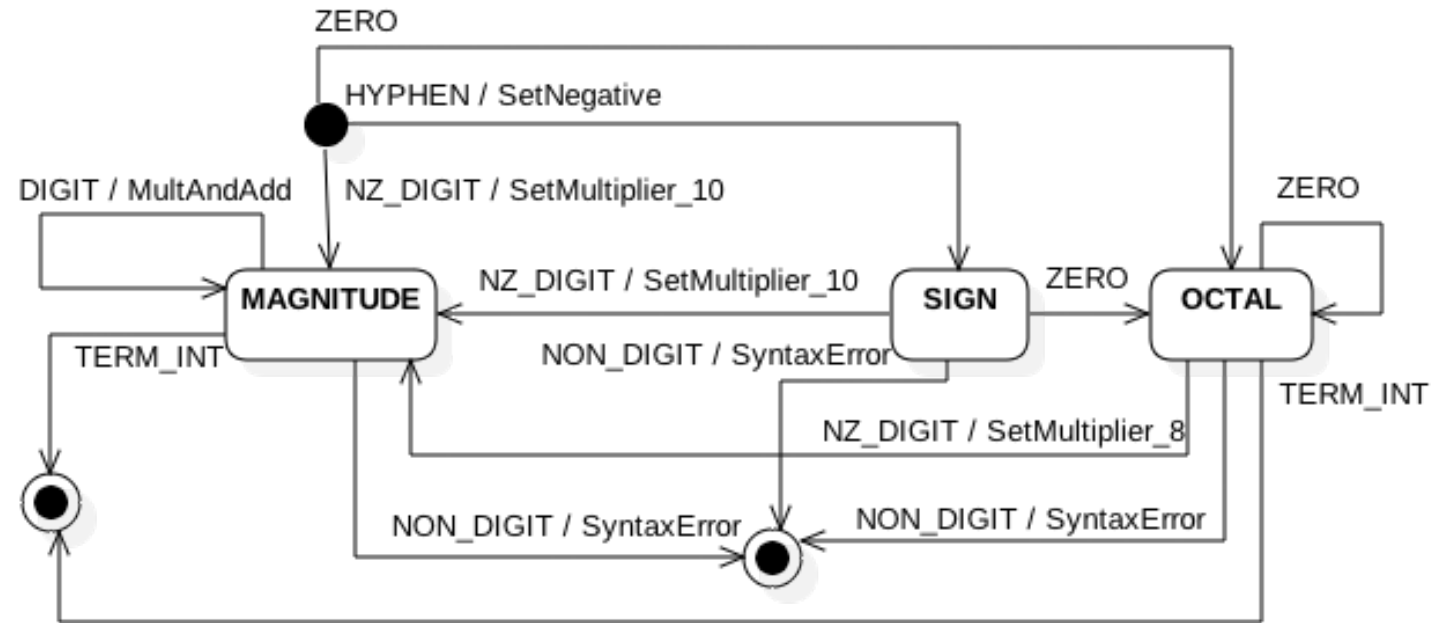 ZERO
HYPHEN / SetNegative
DIGIT / MultAndAdd
NZ_DIGIT / SetMultiplier_10
ZERO
NZ_DIGIT / SetMultiplier_10
ZERO
MAGNITUDE
SIGN
OCTAL
TERM_INT
NON_DIGIT / SyntaxError
TERM_INT
NZ_DIGIT / SetMultiplier_8
NON_DIGIT / SyntaxError
NON_DIGIT / SyntaxError